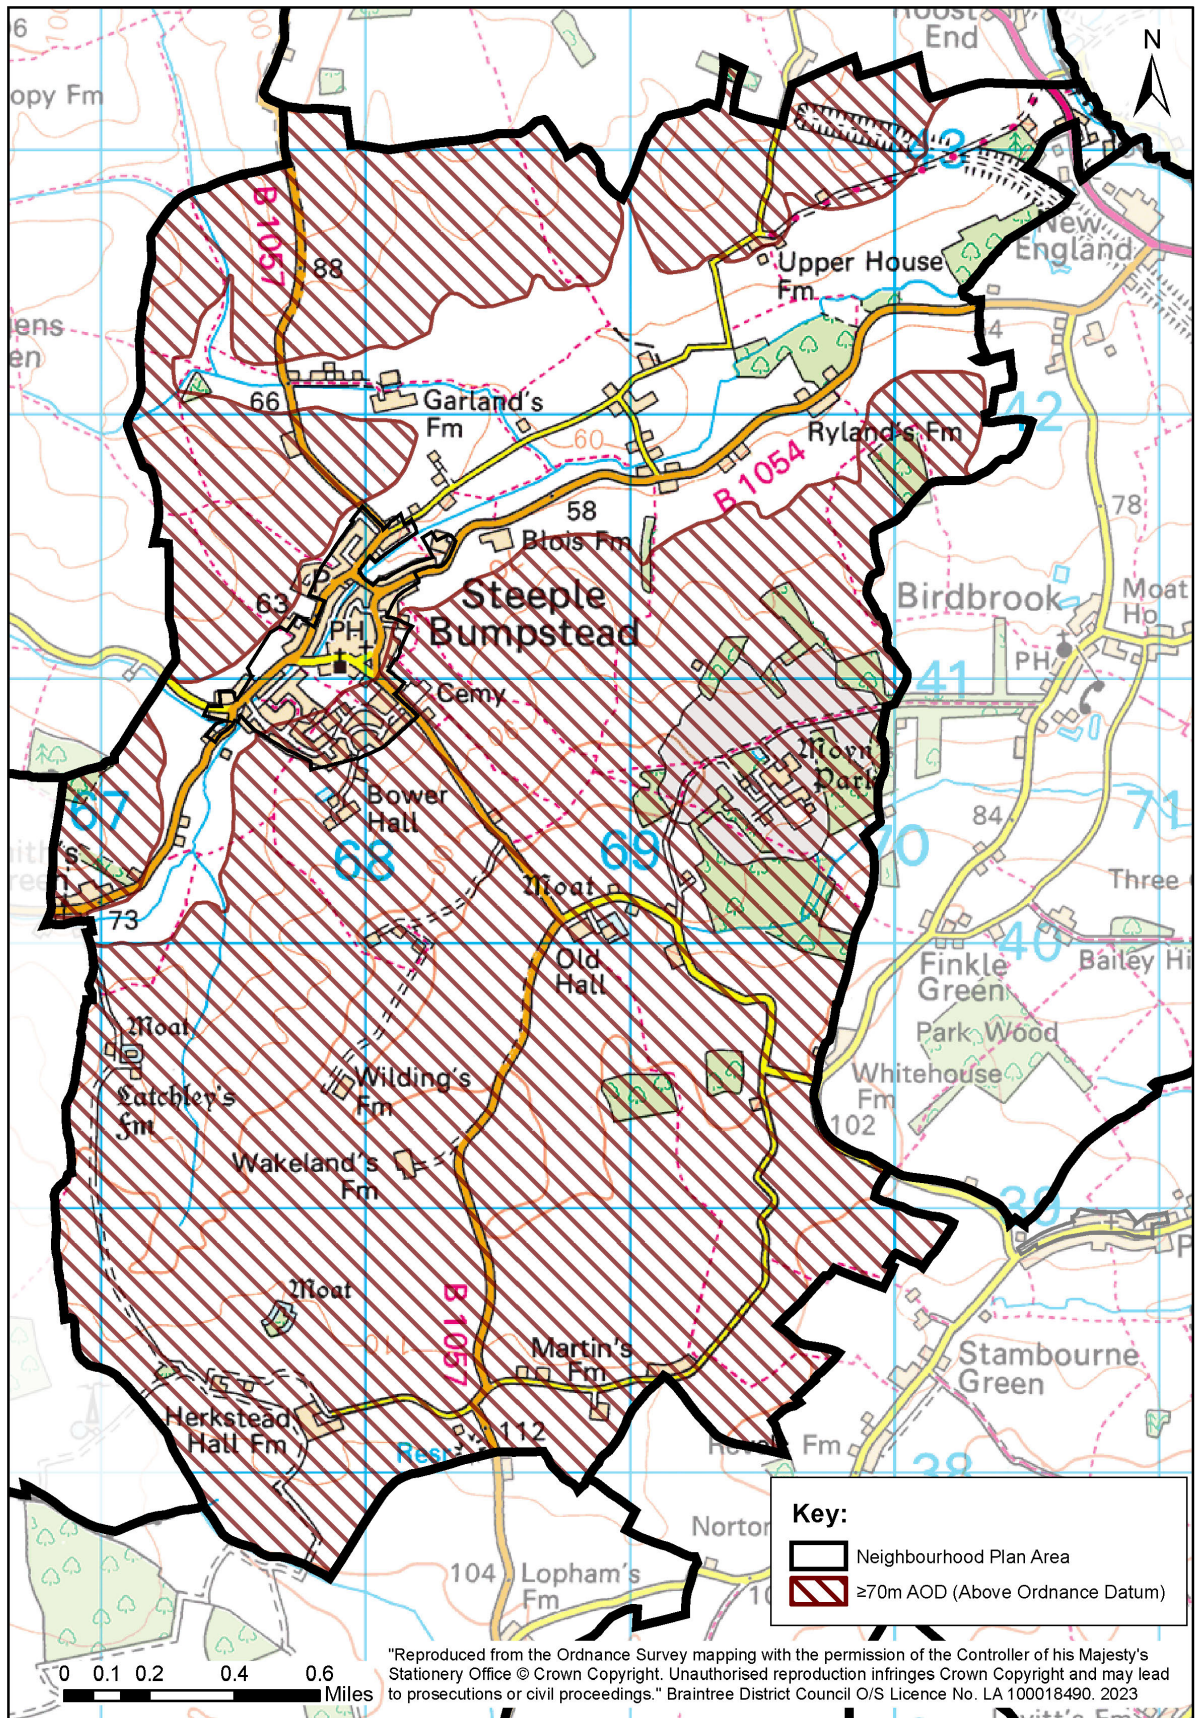 End
N
opy Fm
43
B 1057
88
New
England
Upper House
Fm
66
Garland's
Fm
42
60
Ryland's Fm
B 1054
58
Blois Fm
78
63
P
Steeple
Bumpstead
PH
Birdbrook
Moat
Ho
PH
41
Cemy
Moyn's
Park
67
Bower
Hall
68
69
70
71
84
Moat
Three
73
Old
Hall
40
Finkle
Green
Bailey Hi
Moat
Park Wood
Latchley's
Fm
Wilding's
Fm
Whitehouse
Fm
102
Wakeland's
Fm
39
Moat
B 1057
110
Martin's
Fm
Stambourne
Green
Herkstead
Hall Fm
112
Resr
Fm
38
Key:
Neighbourhood Plan Area
≥70m AOD (Above Ordnance Datum)
Norton
104
Lopham's
Fm
0 0.1 0.2 0.4 0.6
Miles
"Reproduced from the Ordnance Survey mapping with the permission of the Controller of his Majesty's
Stationery Office © Crown Copyright. Unauthorised reproduction infringes Crown Copyright and may lead
to prosecutions or civil proceedings." Braintree District Council O/S Licence No. LA 100018490. 2023